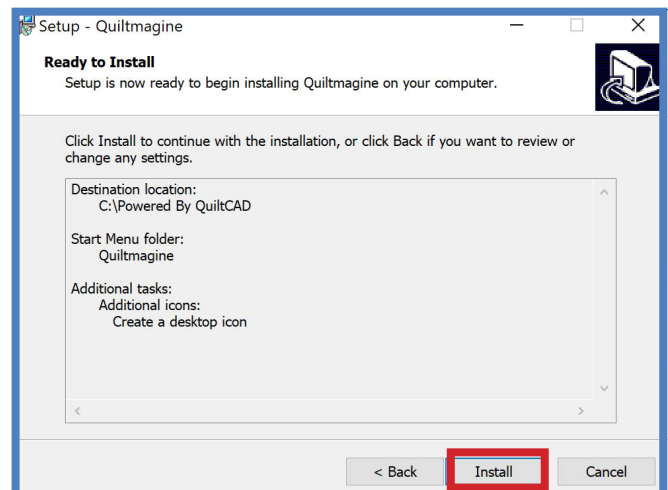 Setup - Quiltmagine
Ready to Install
Setup is now ready to begin installing Quiltmagine on your computer.
Click Install to continue with the installation, or click Back if you want to review or
change any settings.
Destination location:
C:\Powered By QuiltCAD
Start Menu folder:
Quiltmagine
Additional tasks:
Additional icons:
Create a desktop icon
< Back Install Cancel